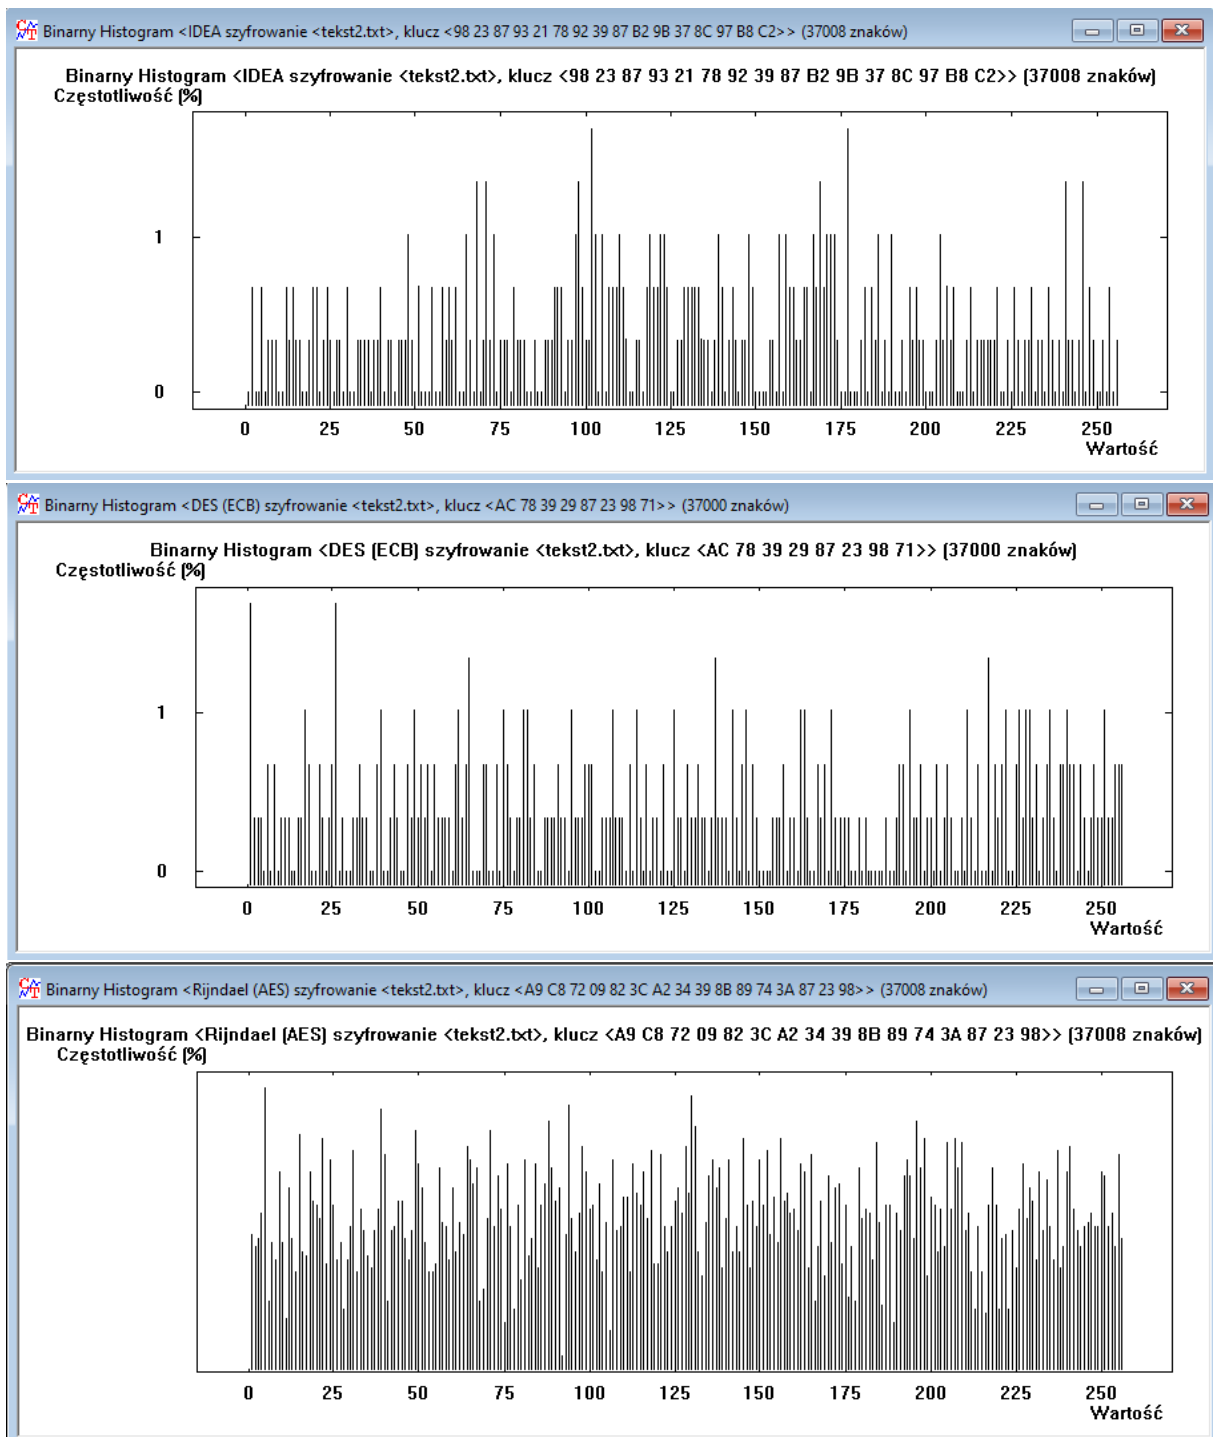 Binarny Histogram <IDEA szyfrowanie <tekst2.txt>, klucz <98 23 87 93 21 78 92 39 87 B2 9B 37 8C 97 B8 C2>> (37008 znaków)
Binarny Histogram <IDEA szyfrowanie <tekst2.txt>, klucz <98 23 87 93 21 78 92 39 87 B2 9B 37 8C 97 B8 C2>> (37008 znaków)
Częstotliwość (%)
1
0
0 25 50 75 100 125 150 175 200 225 250
Wartość
Binarny Histogram <DES (ECB) szyfrowanie <tekst2.txt>, klucz <AC 78 39 29 87 23 98 71>> (37000 znaków)
Binarny Histogram <DES (ECB) szyfrowanie <tekst2.txt>, klucz <AC 78 39 29 87 23 98 71>> (37000 znaków)
Częstotliwość (%)
1
0
0 25 50 75 100 125 150 175 200 225 250
Wartość
Binarny Histogram <Rijndael (AES) szyfrowanie <tekst2.txt>, klucz <A9 C8 72 09 82 3C A2 34 39 8B 89 74 3A 87 23 98>> (37008 znaków)
Binarny Histogram <Rijndael (AES) szyfrowanie <tekst2.txt>, klucz <A9 C8 72 09 82 3C A2 34 39 8B 89 74 3A 87 23 98>> (37008 znaków)
Częstotliwość (%)
0 25 50 75 100 125 150 175 200 225 250
Wartość